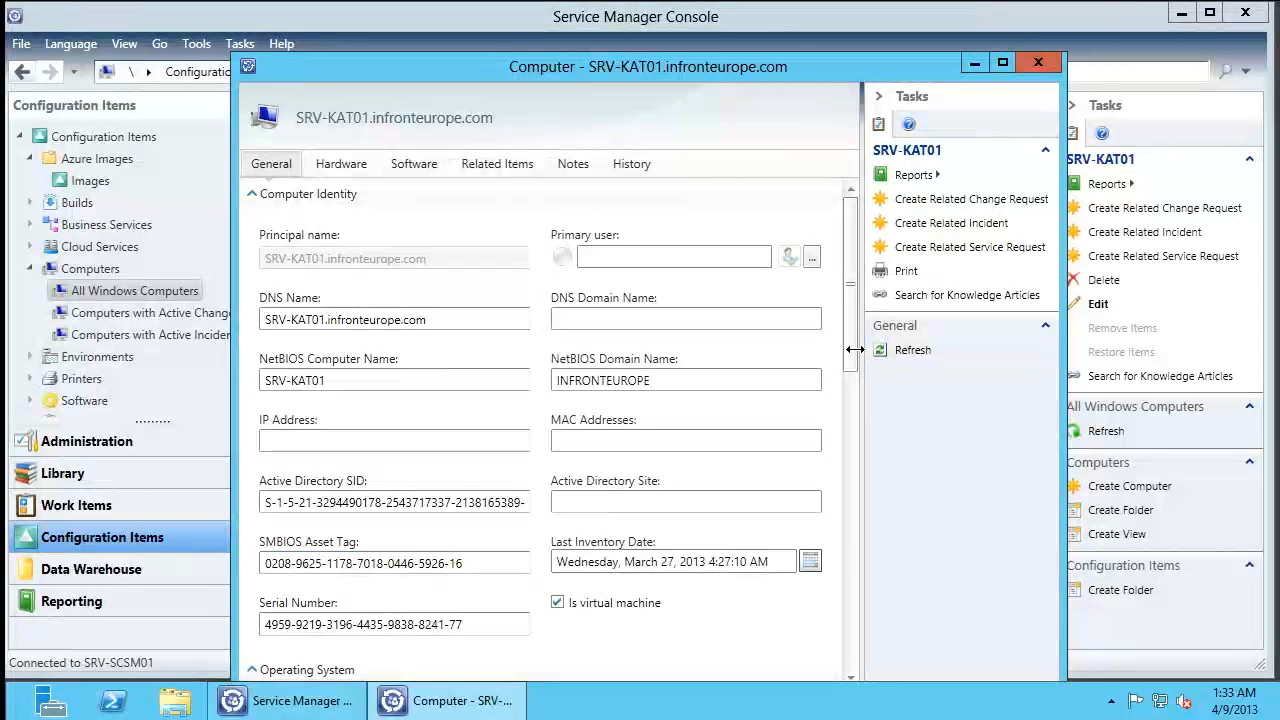 Service Manager Console
File Language View Go Tools Tasks Help
\ Configuratic
Configuration Items
Configuration Items
Azure Images
Images
Builds
Business Services
Cloud Services
Computers
All Windows Computers
Computers with Active Change
Computers with Active Inciden
Environments
Printers
Software
Administration
Library
Work Items
Configuration Items
Data Warehouse
Reporting
Connected to SRV-SCSM01
Computer - SRV-KAT01.infronteurope.com
SRV-KAT01.infronteurope.com
General Hardware Software Related Items Notes History
Computer Identity
Principal name: Primary user:
SRV-KAT01.infronteurope.com ...
DNS Name: DNS Domain Name:
SRV-KAT01.infronteurope.com
NetBIOS Computer Name: NetBIOS Domain Name:
SRV-KAT01 INFRONTEUROPE
IP Address: MAC Addresses:
Active Directory SID: Active Directory Site:
S-1-5-21-3294490178-2543717337-2138165389-
SMBIOS Asset Tag: Last Inventory Date:
0208-9625-1178-7018-0446-5926-16 Wednesday, March 27, 2013 4:27:10 AM
Serial Number: Is virtual machine
4959-9219-3196-4435-9838-8241-77
Operating System
Tasks
SRV-KAT01
Reports
Create Related Change Request
Create Related Incident
Create Related Service Request
Print
Search for Knowledge Articles
General
Refresh
Tasks
SRV-KAT01
Reports
Create Related Change Request
Create Related Incident
Create Related Service Request
Delete
Edit
Remove Items
Restore Items
Search for Knowledge Articles
All Windows Computers
Refresh
Computers
Create Computer
Create Folder
Create View
Configuration Items
Create Folder
Service Manager ... Computer - SRV-...
1:33 AM
4/9/2013